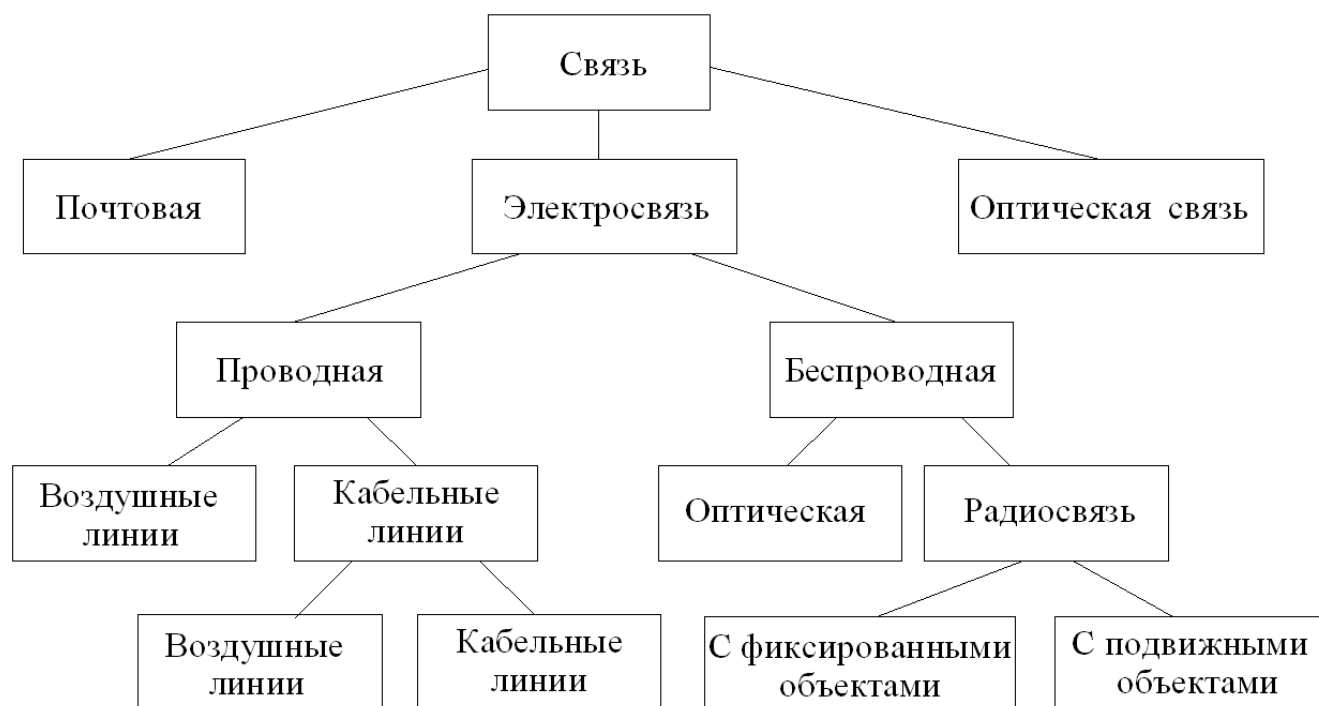 Связь
Почтовая
Электросвязь
Оптическая связь
Проводная
Беспроводная
Воздушные
линии
Кабельные
линии
Оптическая
Радиосвязь
Воздушные
линии
Кабельные
линии
С фиксированными
объектами
С подвижными
объектами